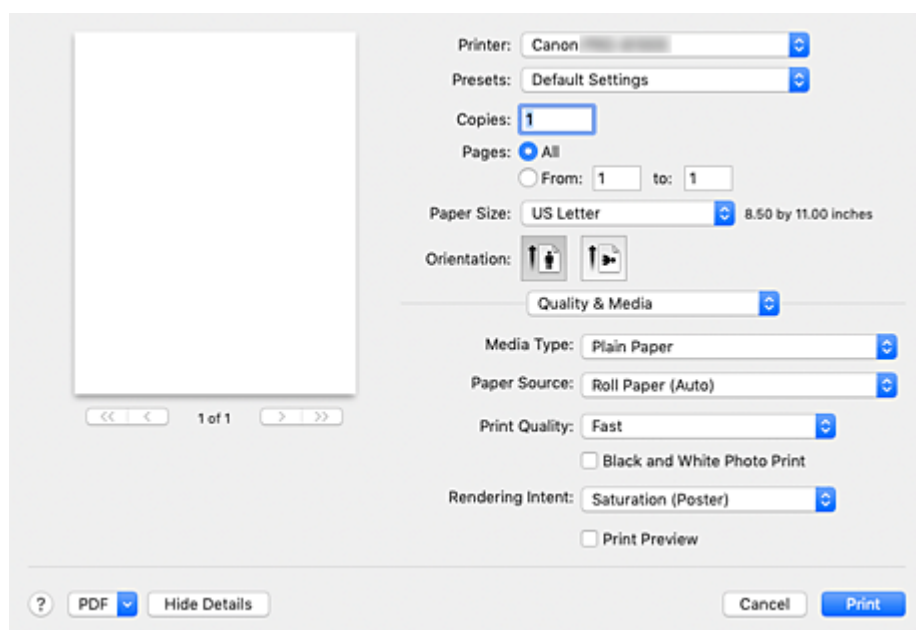 Printer: Canon
Presets: Default Settings
Copies: 1
Pages: All
From: 1 to: 1
Paper Size: US Letter 8.50 by 11.00 inches
Orientation:
Quality & Media
Media Type: Plain Paper
Paper Source: Roll Paper (Auto)
<< < 1 of 1 > >>
Print Quality: Fast
Black and White Photo Print
Rendering Intent: Saturation (Poster)
Print Preview
? PDF Hide Details Cancel Print